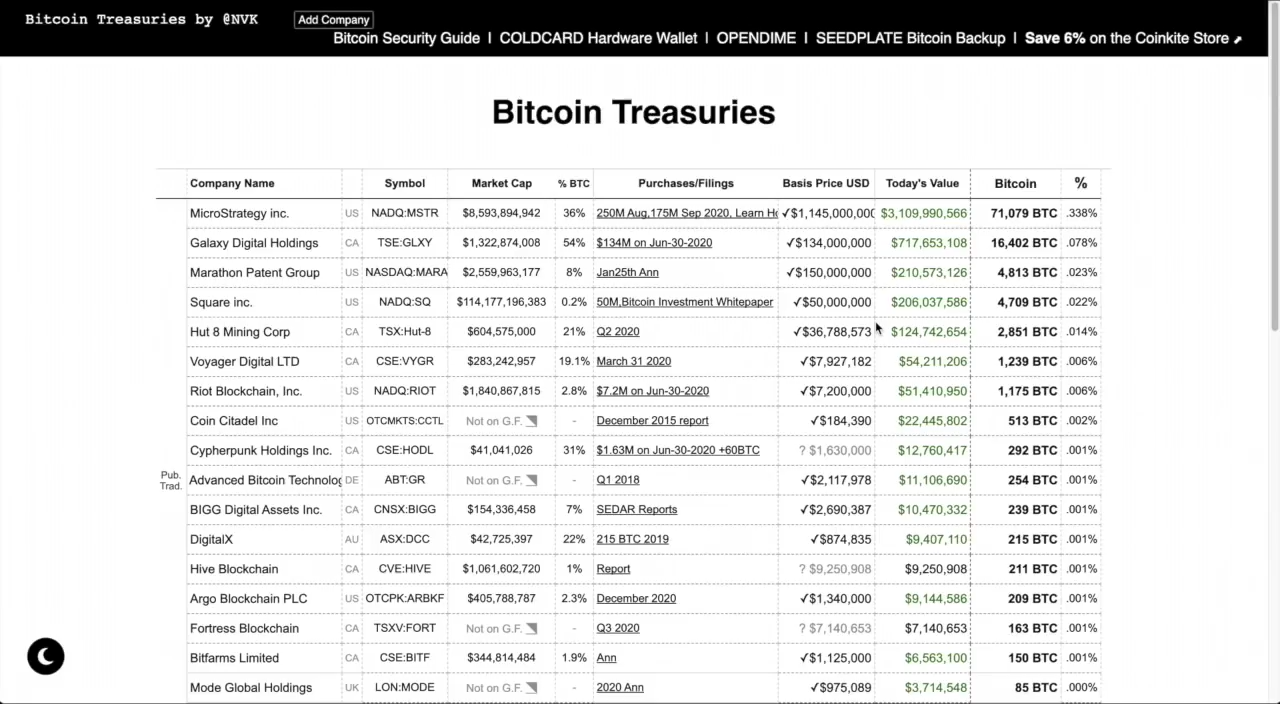 Bitcoin Treasuries by @NVK Add Company
Bitcoin Security Guide | COLDCARD Hardware Wallet | OPENDIME | SEEDPLATE Bitcoin Backup | Save 6% on the Coinkite Store
Bitcoin Treasuries
Company Name Symbol Market Cap % BTC Purchases/Filings Basis Price USD Today's Value Bitcoin %
MicroStrategy inc. US NADQ:MSTR $8,593,894,942 36% 250M Aug,175M Sep 2020, Learn ✓$1,145,000,000 $3,109,990,566 71,079 BTC .338%
Galaxy Digital Holdings CA TSE:GLXY $1,322,874,008 54% $134M on Jun-30-2020 ✓$134,000,000 $717,653,108 16,402 BTC .078%
Marathon Patent Group US NASDAQ:MARA $2,559,963,177 8% Jan25th Ann ✓$150,000,000 $210,573,126 4,813 BTC .023%
Square inc. US NADQ:SQ $114,177,196,383 0.2% 50M,Bitcoin Investment Whitepaper ✓$50,000,000 $206,037,586 4,709 BTC .022%
Hut 8 Mining Corp CA TSX:Hut-8 $604,575,000 21% Q2 2020 ✓$36,788,573 $124,742,654 2,851 BTC .014%
Voyager Digital LTD CA CSE:VYGR $283,242,957 19.1% March 31 2020 ✓$7,927,182 $54,211,206 1,239 BTC .006%
Riot Blockchain, Inc. US NADQ:RIOT $1,840,867,815 2.8% $7.2M on Jun-30-2020 ✓$7,200,000 $51,410,950 1,175 BTC .006%
Coin Citadel Inc US OTCMKTS:CCTL Not on G.F. - December 2015 report ✓$184,390 $22,445,802 513 BTC .002%
Cypherpunk Holdings Inc. CA CSE:HODL $41,041,026 31% $1.63M on Jun-30-2020 +60BTC ? $1,630,000 $12,760,417 292 BTC .001%
Pub.
Trad.
Advanced Bitcoin Technolog DE ABT:GR Not on G.F. - Q1 2018 ✓$2,117,978 $11,106,690 254 BTC .001%
BIGG Digital Assets Inc. CA CNSX:BIGG $154,336,458 7% SEDAR Reports ✓$2,690,387 $10,470,332 239 BTC .001%
DigitalX AU ASX:DCC $42,725,397 22% 215 BTC 2019 ✓$874,835 $9,407,110 215 BTC .001%
Hive Blockchain CA CVE:HIVE $1,061,602,720 1% Report ? $9,250,908 $9,250,908 211 BTC .001%
Argo Blockchain PLC US OTCPK:ARBKF $405,788,787 2.3% December 2020 ✓$1,340,000 $9,144,586 209 BTC .001%
Fortress Blockchain CA TSXV:FORT Not on G.F. - Q3 2020 ? $7,140,653 $7,140,653 163 BTC .001%
Bitfarms Limited CA CSE:BITF $344,814,484 1.9% Ann ✓$1,125,000 $6,563,100 150 BTC .001%
Mode Global Holdings UK LON:MODE Not on G.F. - 2020 Ann ✓$975,089 $3,714,548 85 BTC .000%